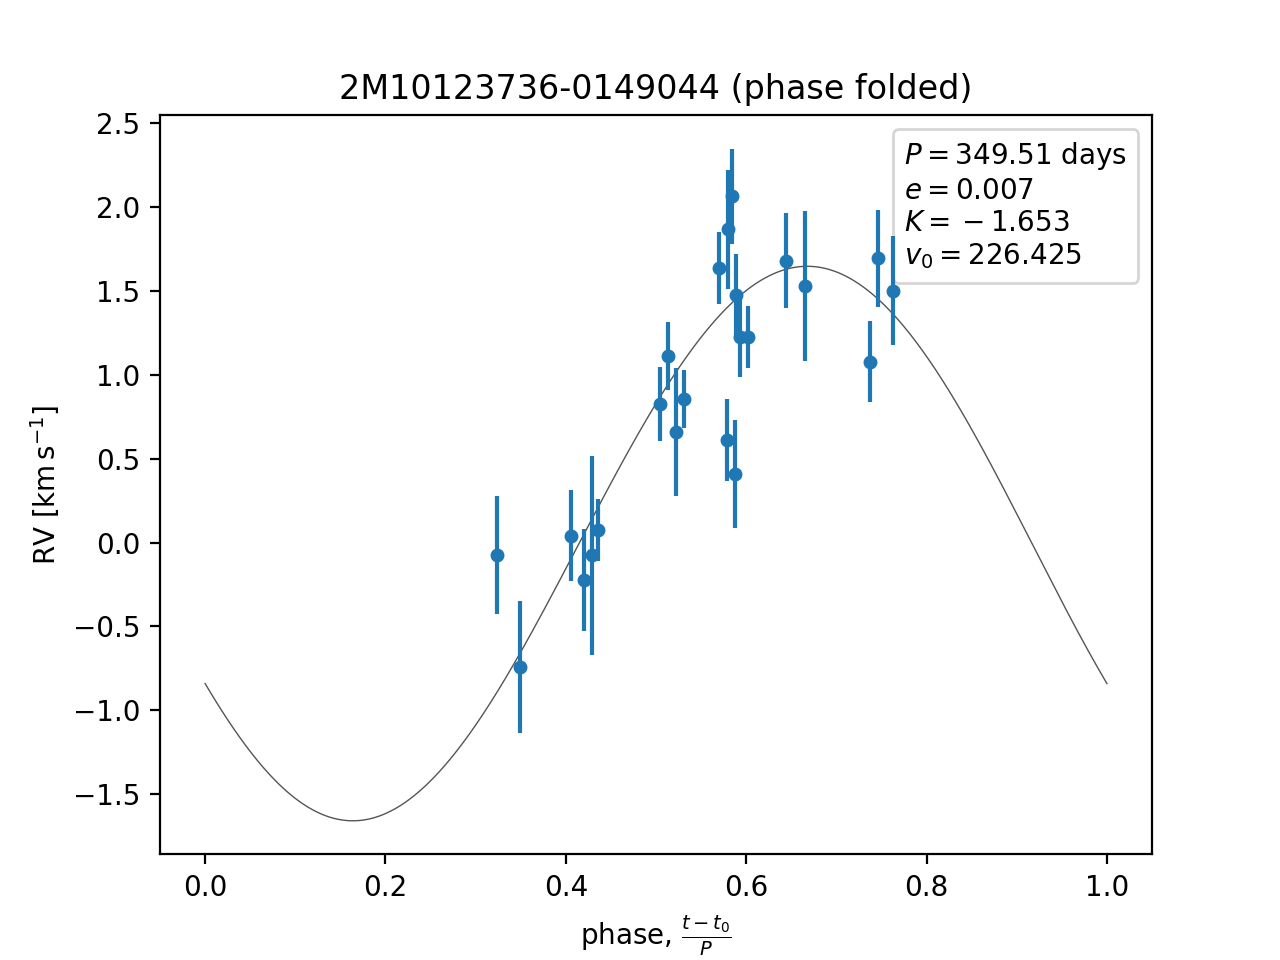 2M10123736-0149044 (phase folded)
P = 349.51 days
e = 0.007
K = −1.653
v₀ = 226.425
RV [km s⁻¹]
2.5
2.0
1.5
1.0
0.5
0.0
−0.5
−1.0
−1.5
0.0 0.2 0.4 0.6 0.8 1.0
phase, (t − t₀)/P